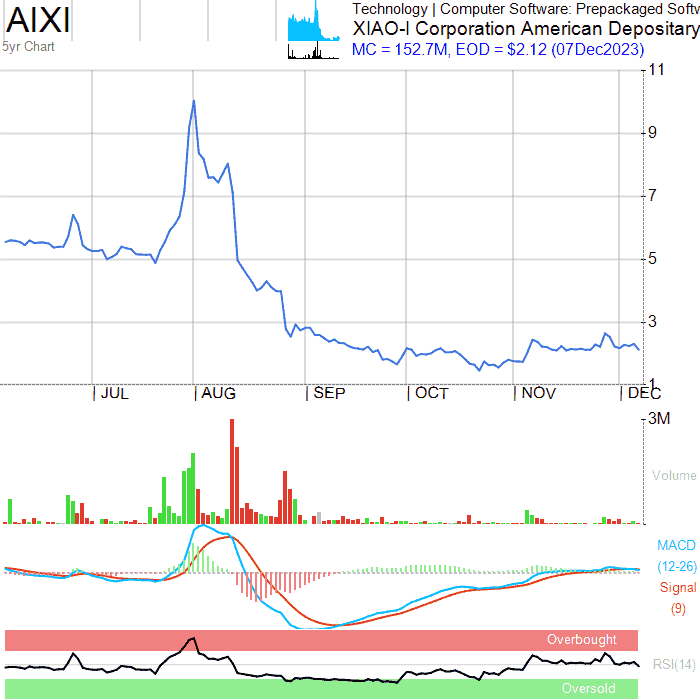 AIXI
5yr Chart
Technology | Computer Software: Prepackaged Softw
XIAO-I Corporation American Depositary
MC = 152.7M, EOD = $2.12 (07Dec2023)
11
9
7
5
3
1
JUL AUG SEP OCT NOV DEC
3M
Volume
MACD
(12-26)
Signal
(9)
Overbought
RSI(14)
Oversold